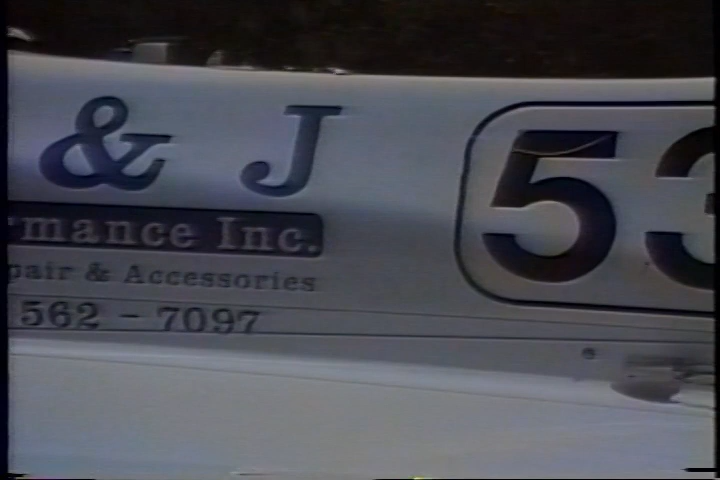 & J
rmance Inc.
pair & Accessories
562 - 7097
53